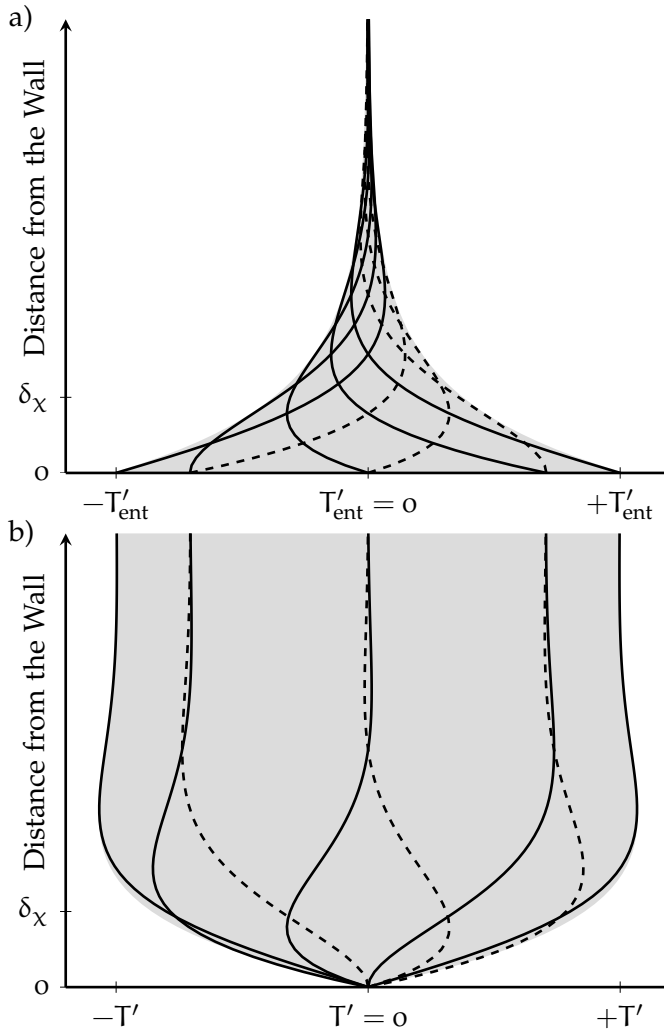 a)
Distance from the Wall
δχ
0
−T′ent
T′ent = 0
+T′ent
b)
Distance from the Wall
δχ
0
−T′
T′ = 0
+T′